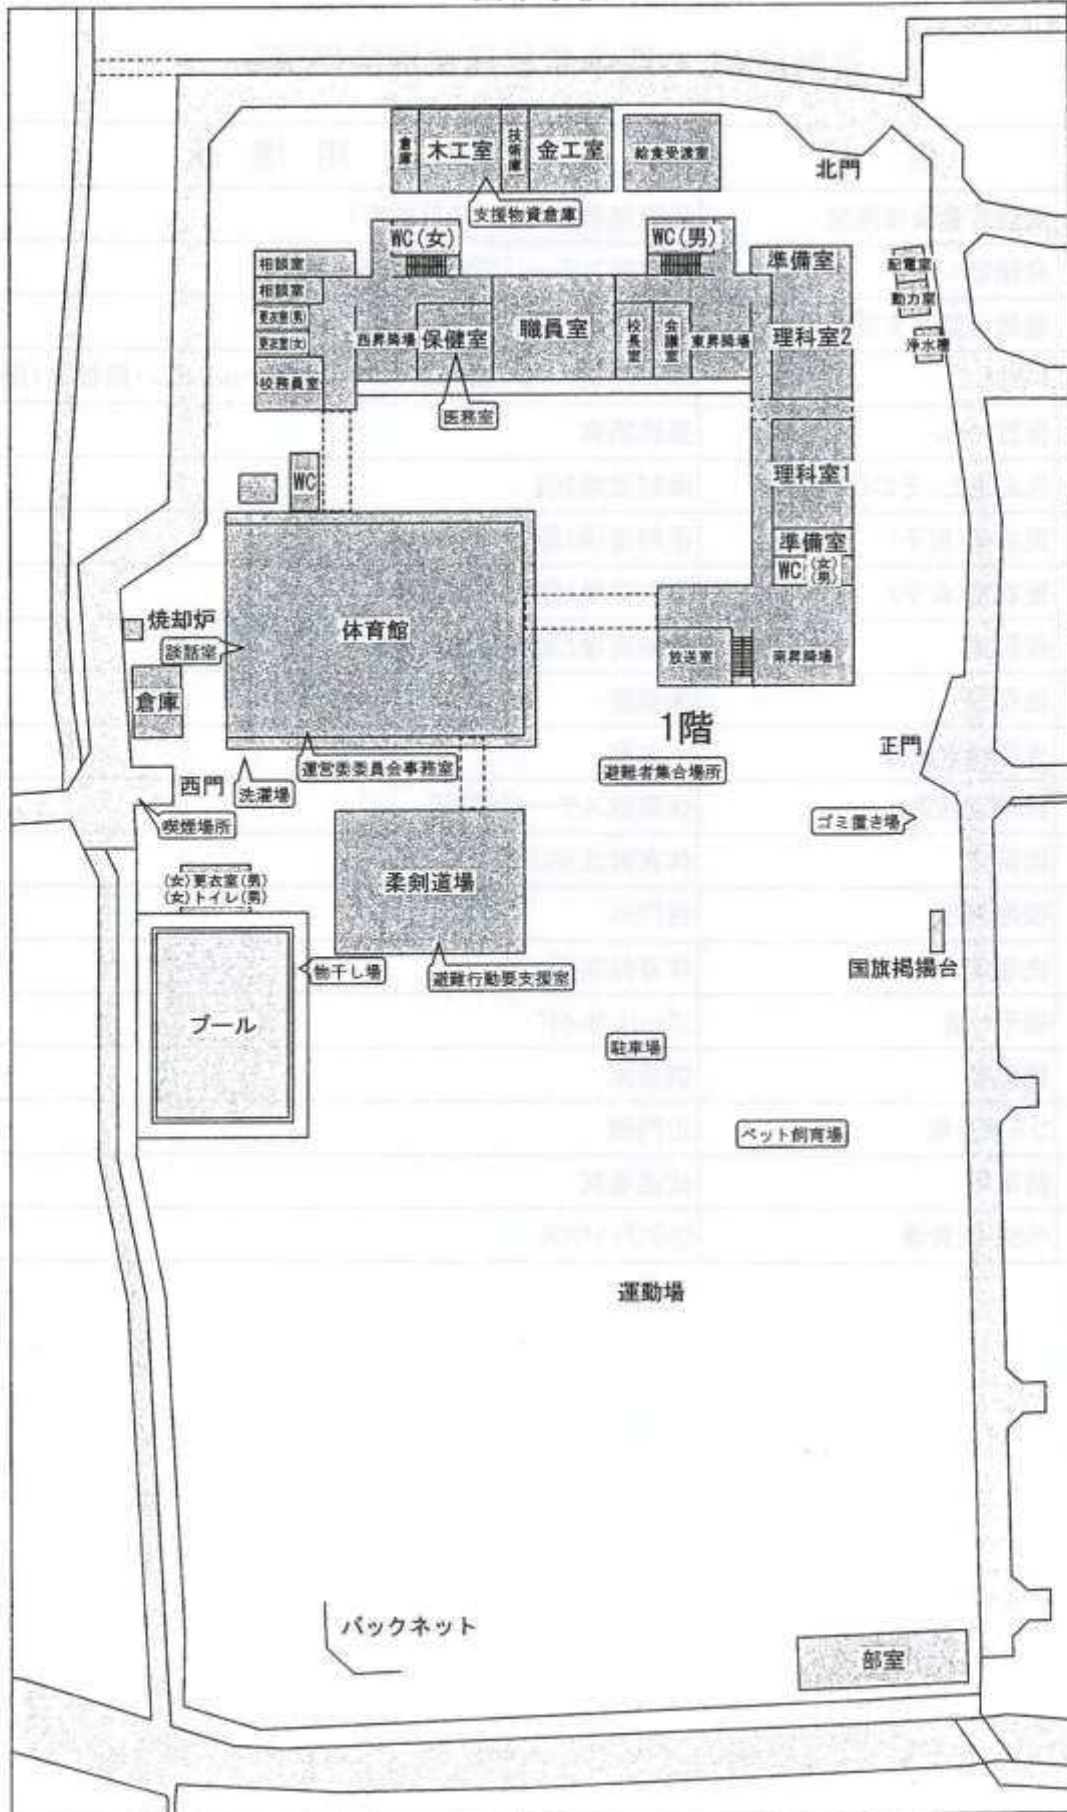 倉庫
木工室
技術庫
金工室
給食受渡室
北門
支援物資倉庫
WC(女)
WC(男)
相談室
相談室
更衣室(男)
更衣室(女)
校務員室
西昇降場
保健室
職員室
校長室
会議室
東昇降場
準備室
理科室2
配電室
動力室
浄水槽
医務室
WC
理科室1
準備室
WC(女)(男)
焼却炉
談話室
体育館
倉庫
放送室
南昇降場
1階
正門
西門
洗濯場
運営委委員会事務室
避難者集合場所
喫煙場所
ゴミ置き場
(女)更衣室(男)
(女)トイレ(男)
柔剣道場
物干し場
避難行動要支援室
国旗掲揚台
プール
駐車場
ペット飼育場
運動場
バックネット
部室